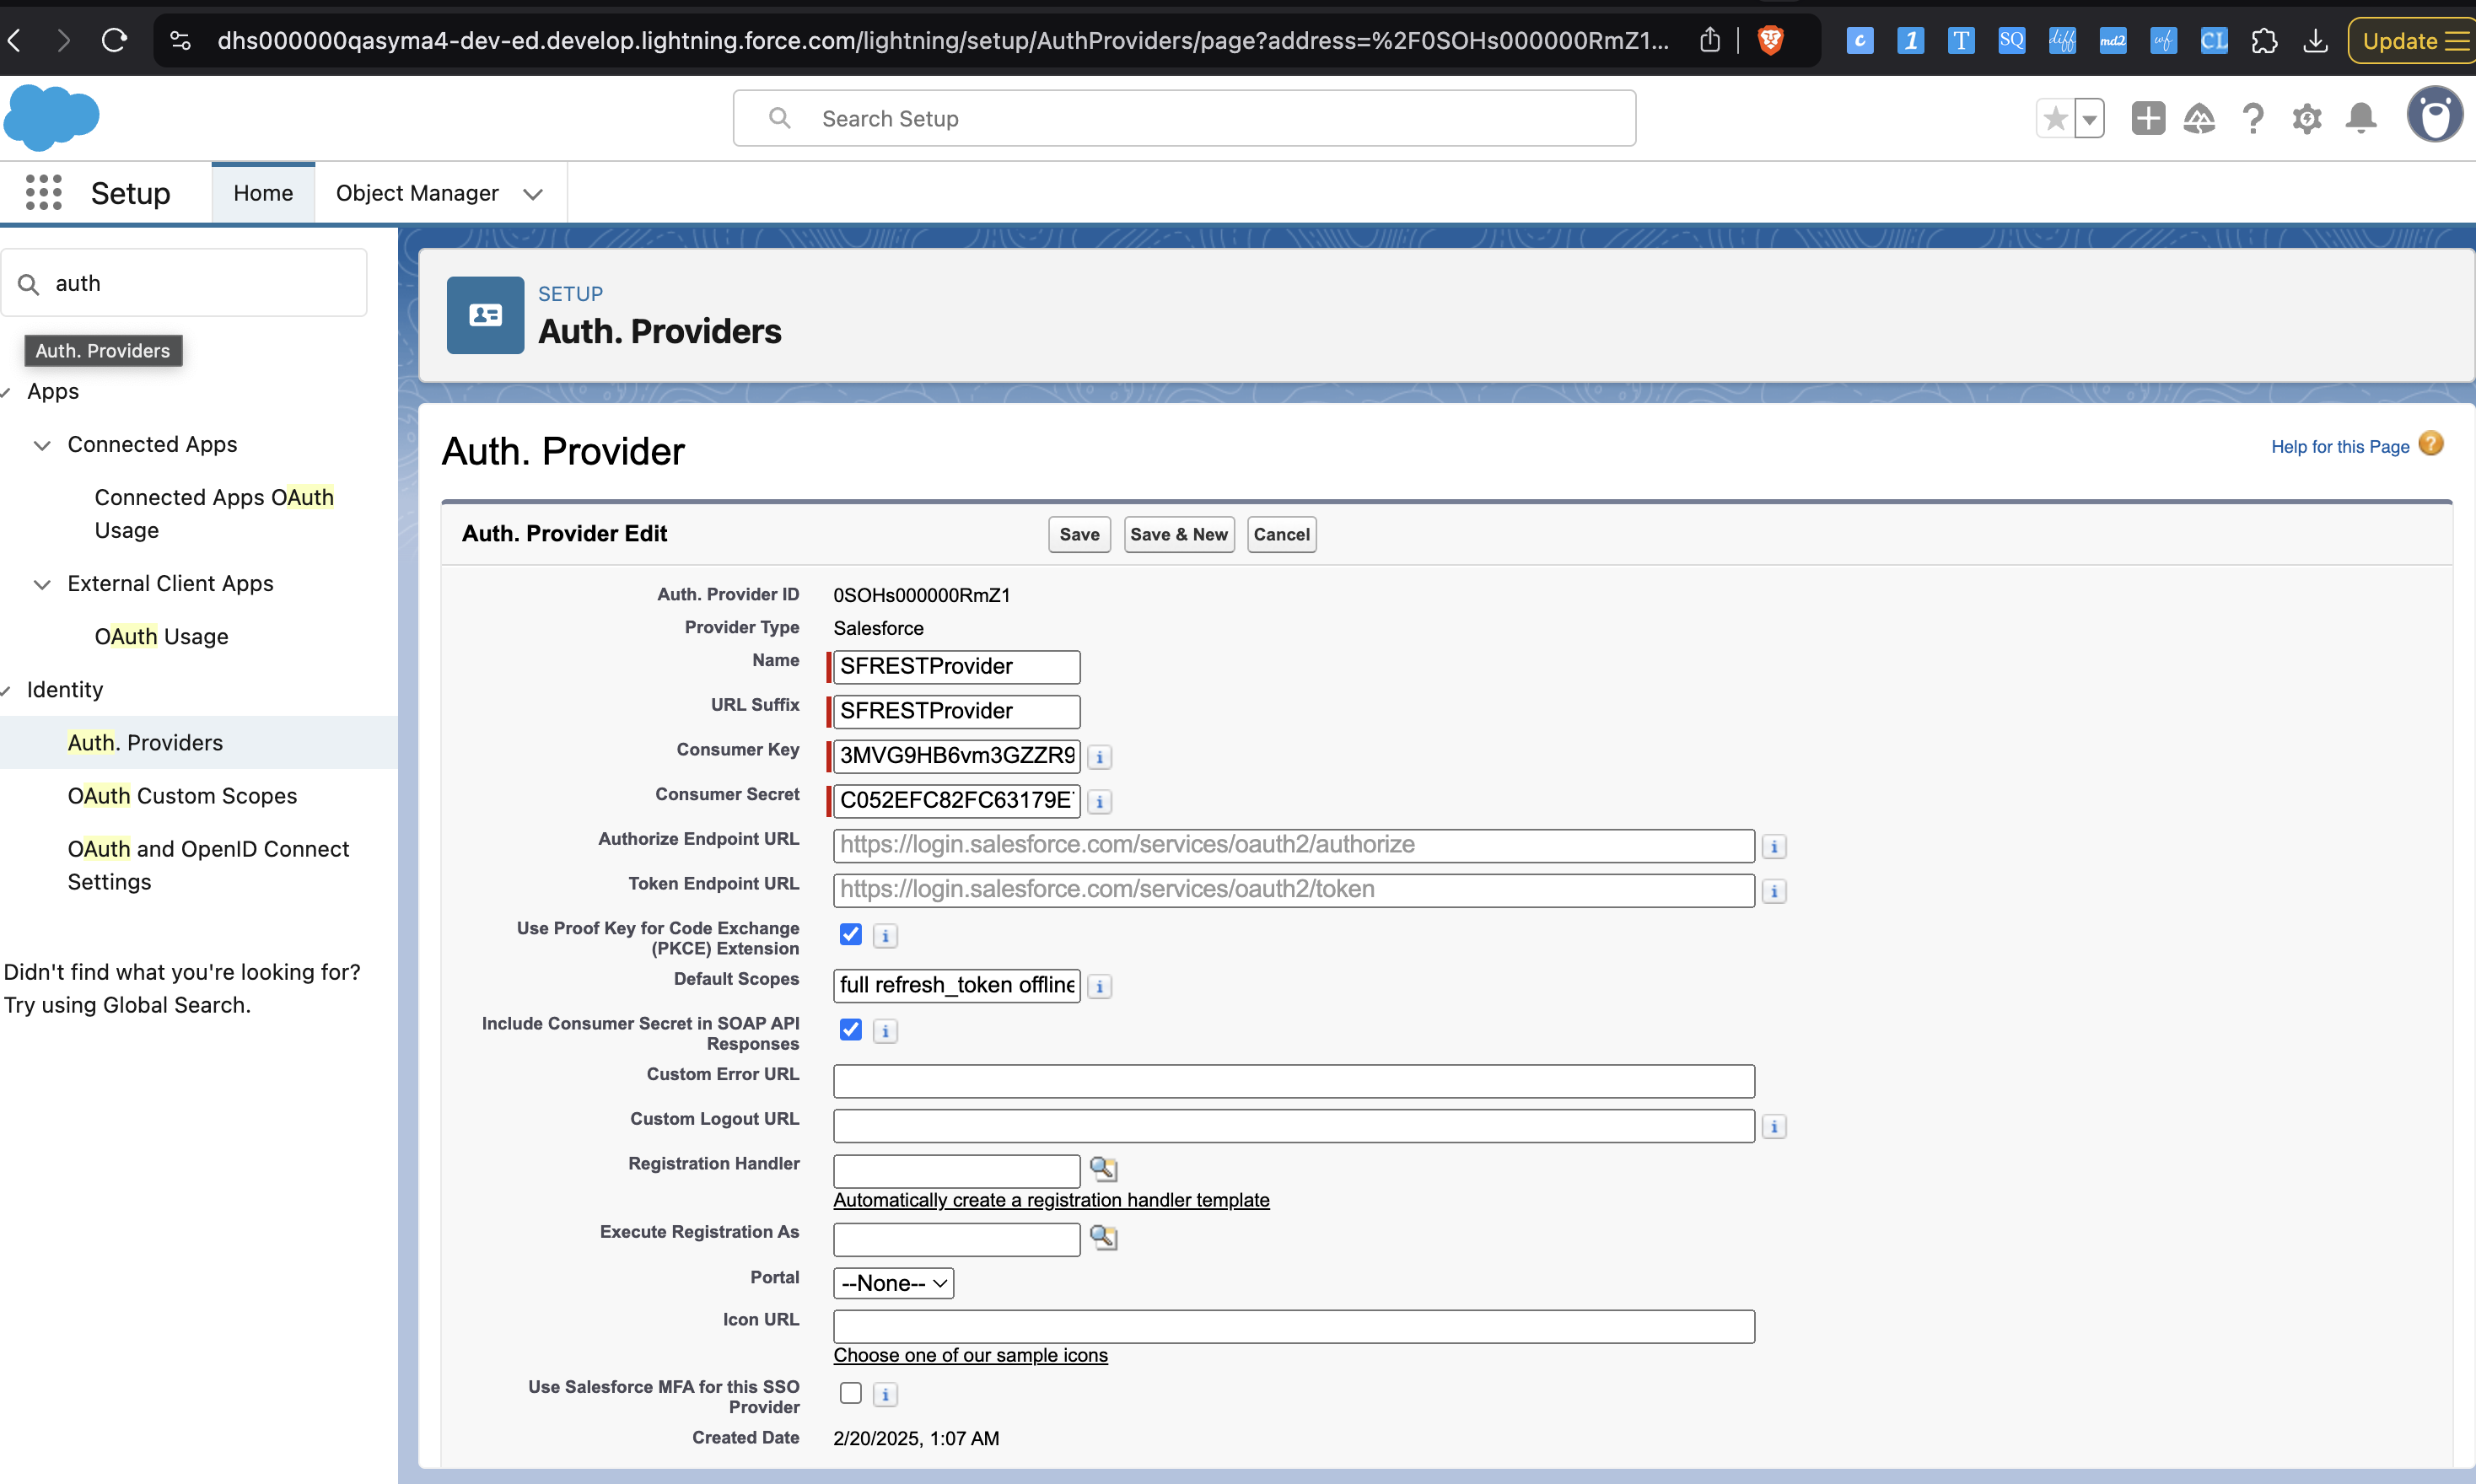 dhs000000qasyma4-dev-ed.develop.lightning.force.com/lightning/setup/AuthProviders/page?address=%2F0SOHs000000RmZ1...
c
1
T
SQ
diff
md2
wf
CL
Update
Search Setup
Setup
Home
Object Manager
auth
Auth. Providers
Apps
Connected Apps
Connected Apps OAuth
Usage
External Client Apps
OAuth Usage
Identity
Auth. Providers
OAuth Custom Scopes
OAuth and OpenID Connect
Settings
Didn't find what you're looking for?
Try using Global Search.
SETUP
Auth. Providers
Auth. Provider
Help for this Page
Auth. Provider Edit
Save
Save & New
Cancel
Auth. Provider ID 0SOHs000000RmZ1
Provider Type Salesforce
Name SFRESTProvider
URL Suffix SFRESTProvider
Consumer Key 3MVG9HB6vm3GZZR9
Consumer Secret C052EFC82FC63179E
Authorize Endpoint URL https://login.salesforce.com/services/oauth2/authorize
Token Endpoint URL https://login.salesforce.com/services/oauth2/token
Use Proof Key for Code Exchange
(PKCE) Extension
Default Scopes full refresh_token offline
Include Consumer Secret in SOAP API
Responses
Custom Error URL
Custom Logout URL
Registration Handler
Automatically create a registration handler template
Execute Registration As
Portal --None--
Icon URL
Choose one of our sample icons
Use Salesforce MFA for this SSO
Provider
Created Date 2/20/2025, 1:07 AM